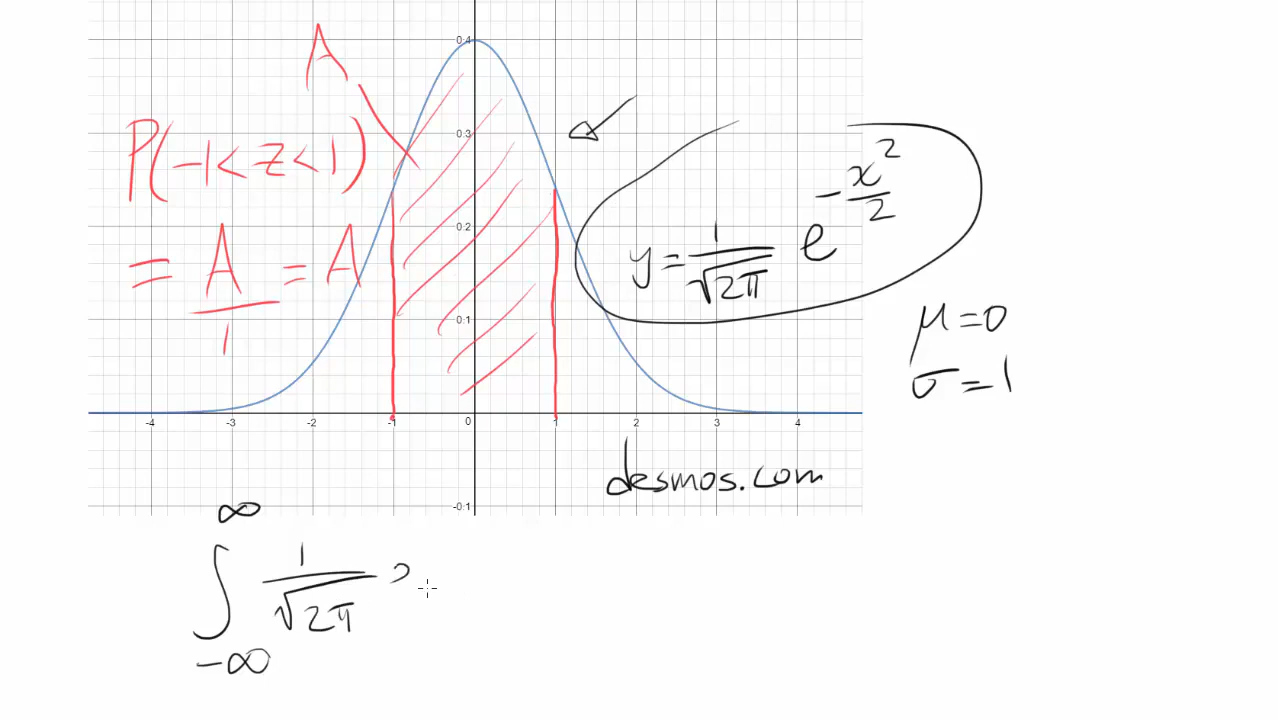 A
P(-1<z<1)
= A/1 = A
y = 1/√2π e^-x²/2
μ=0
σ=1
0.4
0.3
0.2
0.1
-0.1
-4 -3 -2 -1 0 1 2 3 4
desmos.com
∫ -∞ ∞ 1/√2π